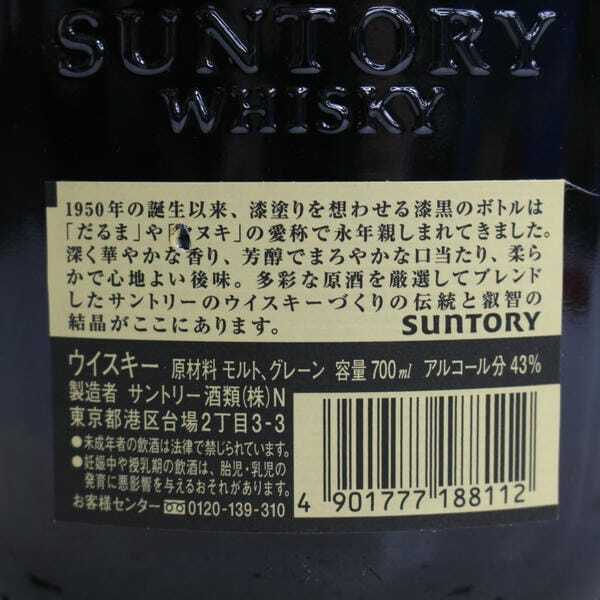 SUNTORY
WHISKY
1950年の誕生以来、漆塗りを想わせる漆黒のボトルは
「だるま」や「ヌキ」の愛称で永年親しまれてきました。
深く華やかな香り、芳醇でまろやかな口当たり、柔ら
かで心地よい後味。多彩な原酒を厳選してブレンド
したサントリーのウイスキーづくりの伝統と叡智の
結晶がここにあります。 SUNTORY
ウイスキー 原材料 モルト、グレーン 容量 700ml アルコール分 43%
製造者 サントリー酒類(株)N
東京都港区台場2丁目3-3
●未成年者の飲酒は法律で禁じられています。
●妊娠中や授乳期の飲酒は、胎児・乳児の
発育に悪影響を与えるおそれがあります。
お客様センター 0120-139-310
4 901777 188112